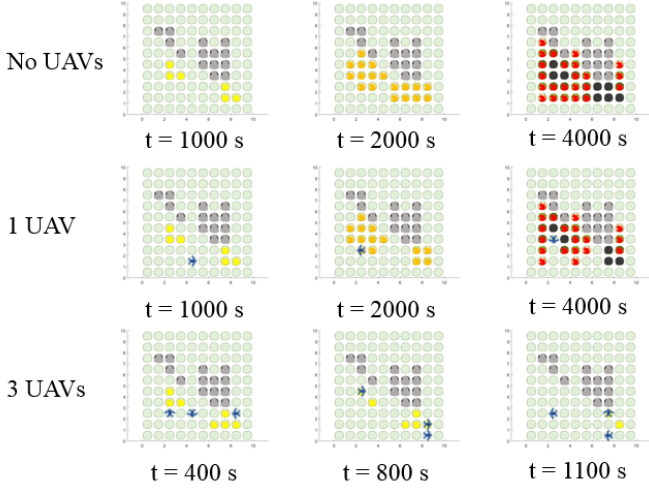 No UAVs
t = 1000 s
t = 2000 s
t = 4000 s
1 UAV
t = 1000 s
t = 2000 s
t = 4000 s
3 UAVs
t = 400 s
t = 800 s
t = 1100 s